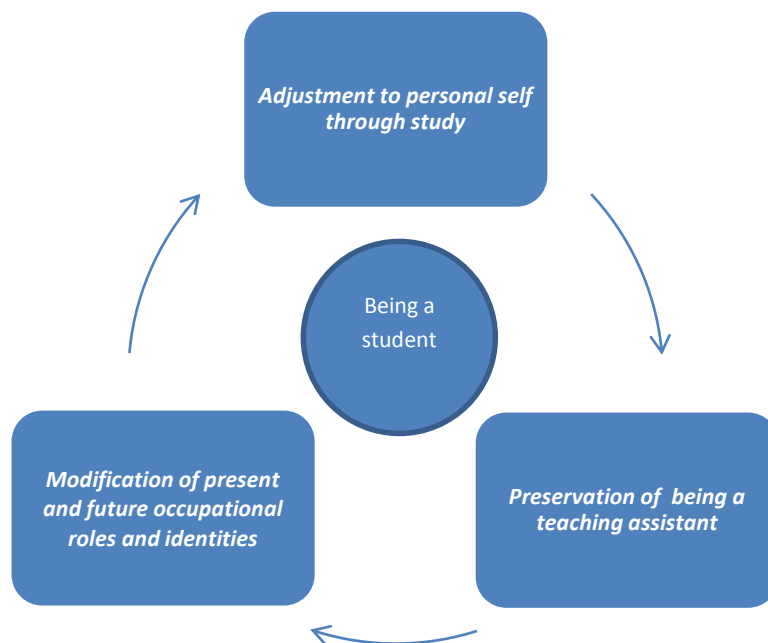 Adjustment to personal self
through study
Being a
student
Modification of present
and future occupational
roles and identities
Preservation of  being a
teaching assistant